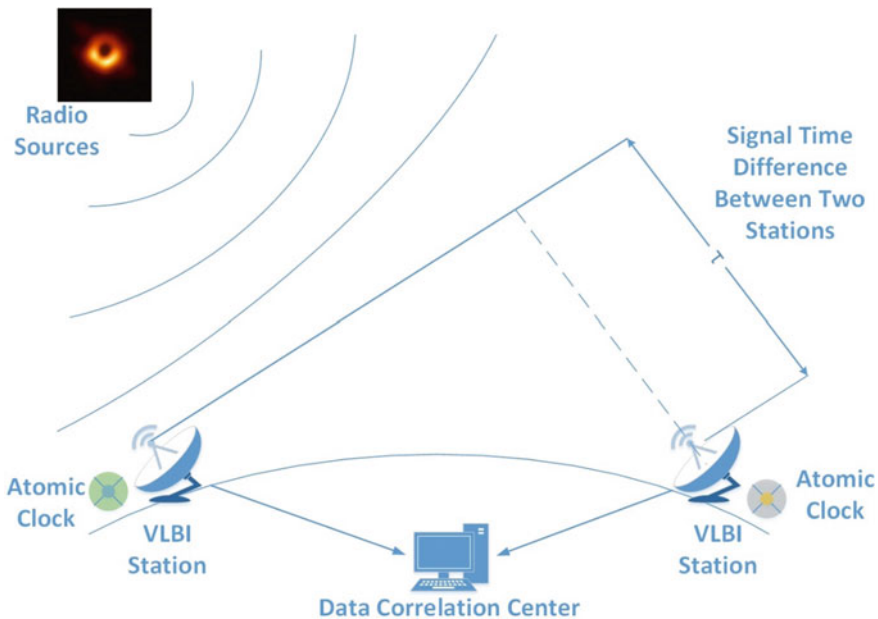 Radio
Sources
Signal Time
Difference
Between Two
Stations
τ
Atomic
Clock
VLBI
Station
Atomic
Clock
VLBI
Station
Data Correlation Center